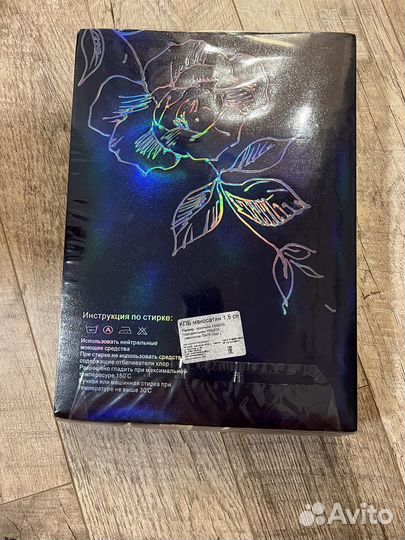 Инструкция по стирке:
Использовать нейтральные
моющие средства
При стирке не использовать средства
содержащие отбеливатели хлор
Разрешено гладить при максимальной
температуре 150°C
Ручная или машинная стирка при
температуре не выше 30°C
КПБ макосатин 1,5 сп
Avito